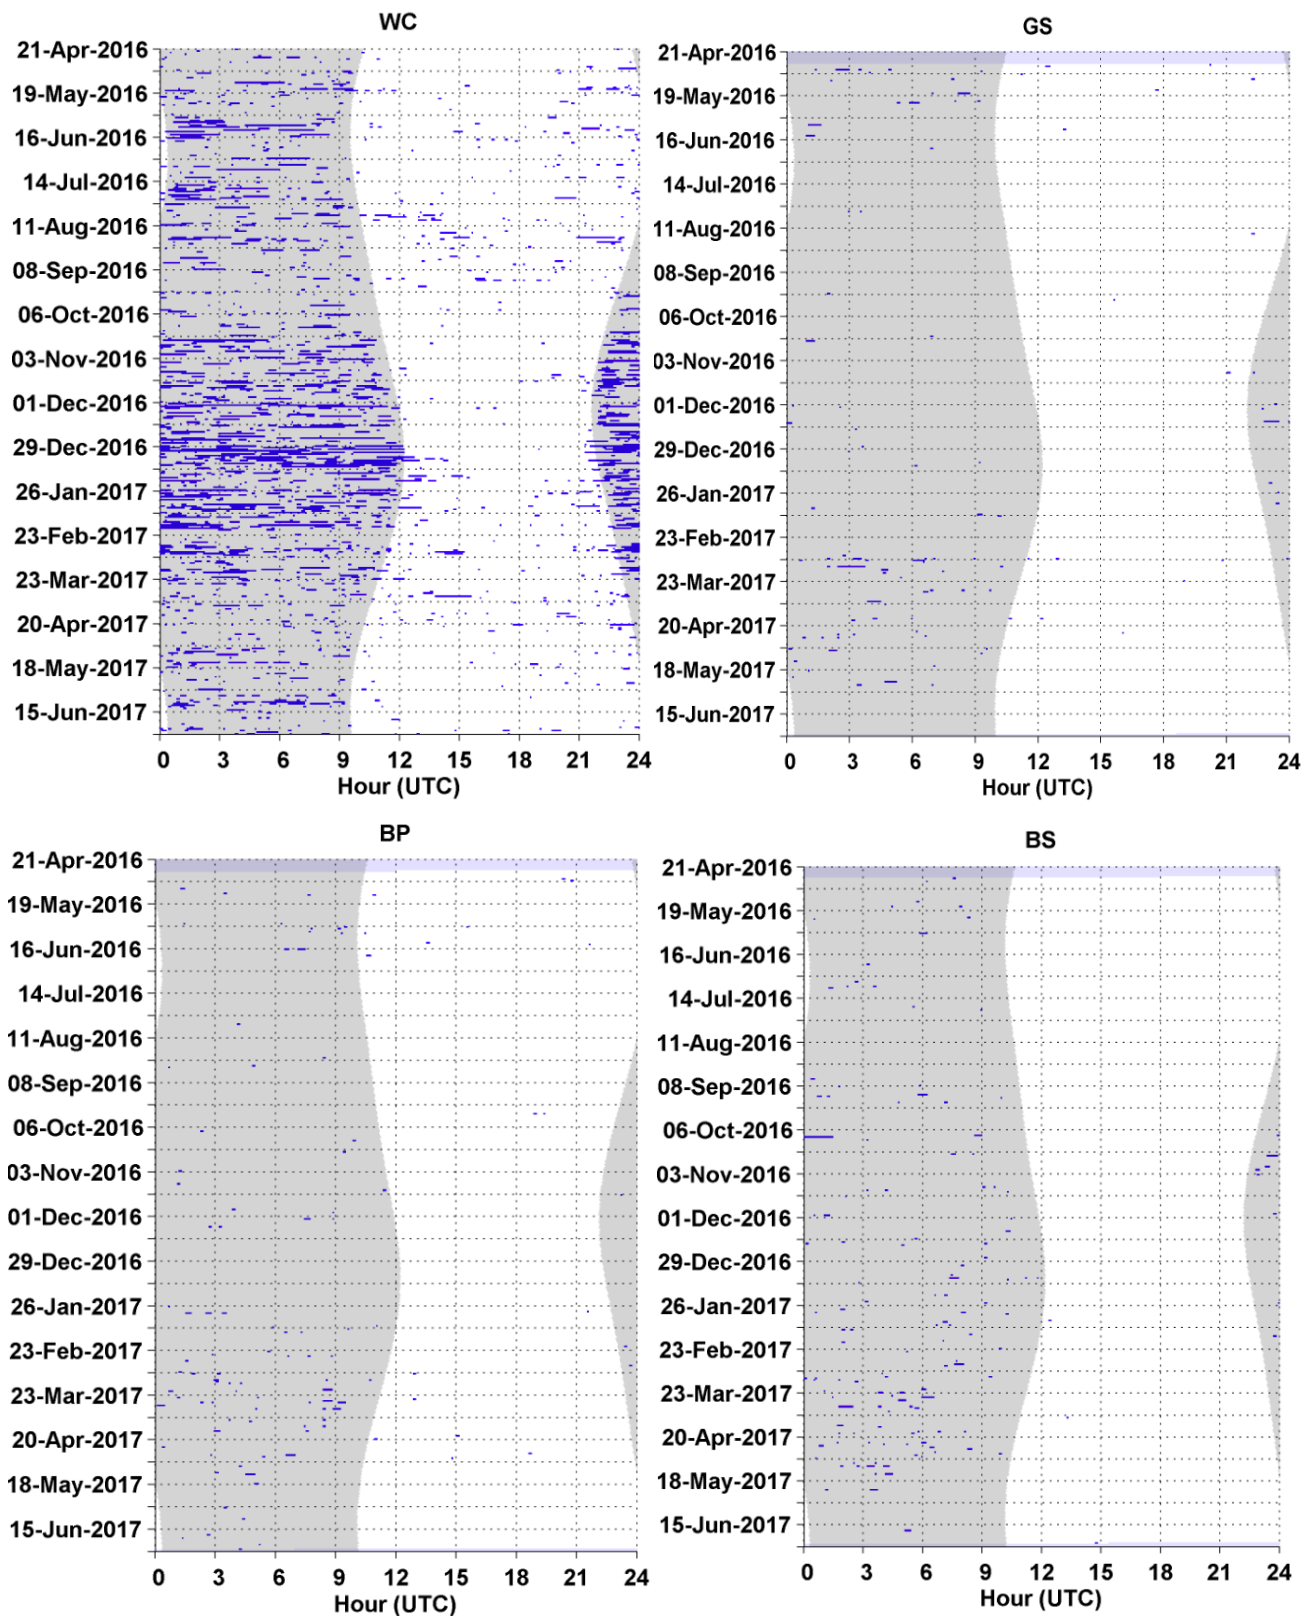 WC
21-Apr-2016
19-May-2016
16-Jun-2016
14-Jul-2016
11-Aug-2016
08-Sep-2016
06-Oct-2016
03-Nov-2016
01-Dec-2016
29-Dec-2016
26-Jan-2017
23-Feb-2017
23-Mar-2017
20-Apr-2017
18-May-2017
15-Jun-2017
0 3 6 9 12 15 18 21 24
Hour (UTC)
GS
21-Apr-2016
19-May-2016
16-Jun-2016
14-Jul-2016
11-Aug-2016
08-Sep-2016
06-Oct-2016
03-Nov-2016
01-Dec-2016
29-Dec-2016
26-Jan-2017
23-Feb-2017
23-Mar-2017
20-Apr-2017
18-May-2017
15-Jun-2017
0 3 6 9 12 15 18 21 24
Hour (UTC)
BP
21-Apr-2016
19-May-2016
16-Jun-2016
14-Jul-2016
11-Aug-2016
08-Sep-2016
06-Oct-2016
03-Nov-2016
01-Dec-2016
29-Dec-2016
26-Jan-2017
23-Feb-2017
23-Mar-2017
20-Apr-2017
18-May-2017
15-Jun-2017
0 3 6 9 12 15 18 21 24
Hour (UTC)
BS
21-Apr-2016
19-May-2016
16-Jun-2016
14-Jul-2016
11-Aug-2016
08-Sep-2016
06-Oct-2016
03-Nov-2016
01-Dec-2016
29-Dec-2016
26-Jan-2017
23-Feb-2017
23-Mar-2017
20-Apr-2017
18-May-2017
15-Jun-2017
0 3 6 9 12 15 18 21 24
Hour (UTC)